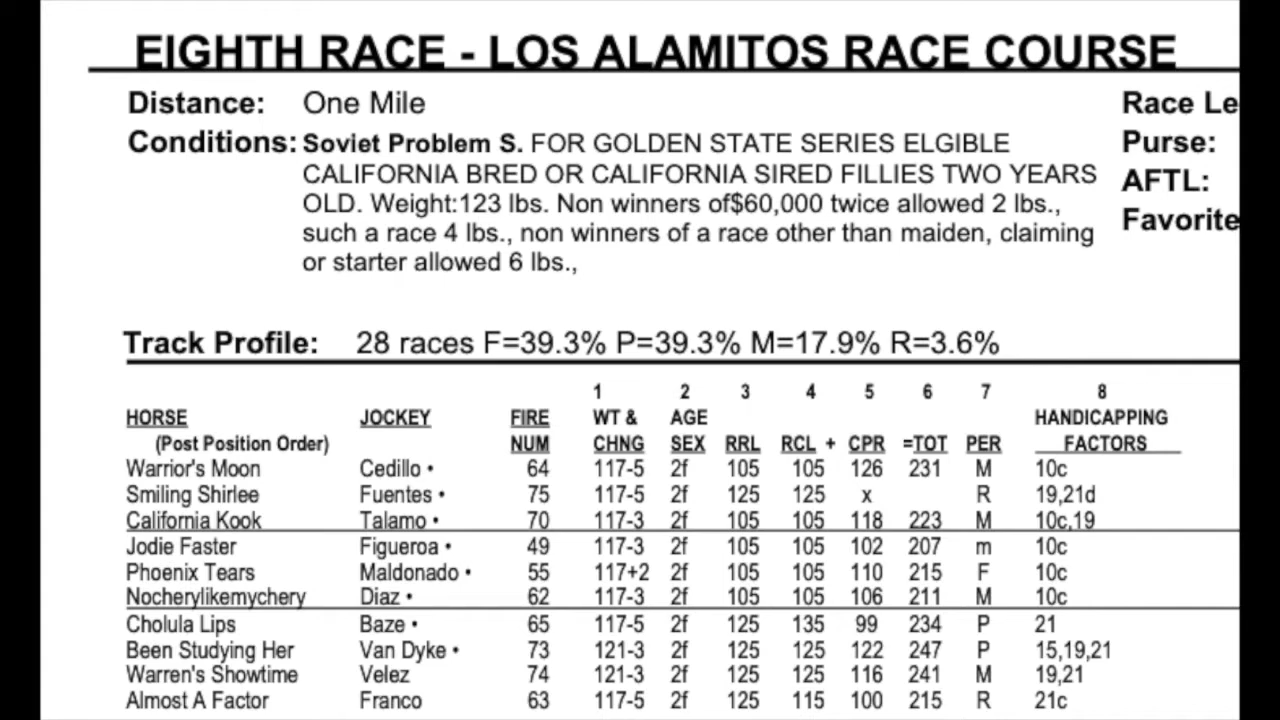 EIGHTH RACE - LOS ALAMITOS RACE COURSE
Distance: One Mile Race Le
Conditions: Soviet Problem S. FOR GOLDEN STATE SERIES ELGIBLE Purse:
CALIFORNIA BRED OR CALIFORNIA SIRED FILLIES TWO YEARS AFTL:
OLD. Weight:123 lbs. Non winners of$60,000 twice allowed 2 lbs., Favorite
such a race 4 lbs., non winners of a race other than maiden, claiming
or starter allowed 6 lbs.,
Track Profile: 28 races F=39.3% P=39.3% M=17.9% R=3.6%
1 2 3 4 5 6 7 8
HORSE JOCKEY FIRE WT & AGE HANDICAPPING
(Post Position Order) NUM CHNG SEX RRL RCL + CPR =TOT PER FACTORS
Warrior's Moon Cedillo • 64 117-5 2f 105 105 126 231 M 10c
Smiling Shirlee Fuentes • 75 117-5 2f 125 125 x R 19,21d
California Kook Talamo • 70 117-3 2f 105 105 118 223 M 10c,19
Jodie Faster Figueroa • 49 117-3 2f 105 105 102 207 m 10c
Phoenix Tears Maldonado • 55 117+2 2f 105 105 110 215 F 10c
Nocherylikemychery Diaz • 62 117-3 2f 105 105 106 211 M 10c
Cholula Lips Baze • 65 117-5 2f 125 135 99 234 P 21
Been Studying Her Van Dyke • 73 121-3 2f 125 125 122 247 P 15,19,21
Warren's Showtime Velez 74 121-3 2f 125 125 116 241 M 19,21
Almost A Factor Franco 63 117-5 2f 125 115 100 215 R 21c